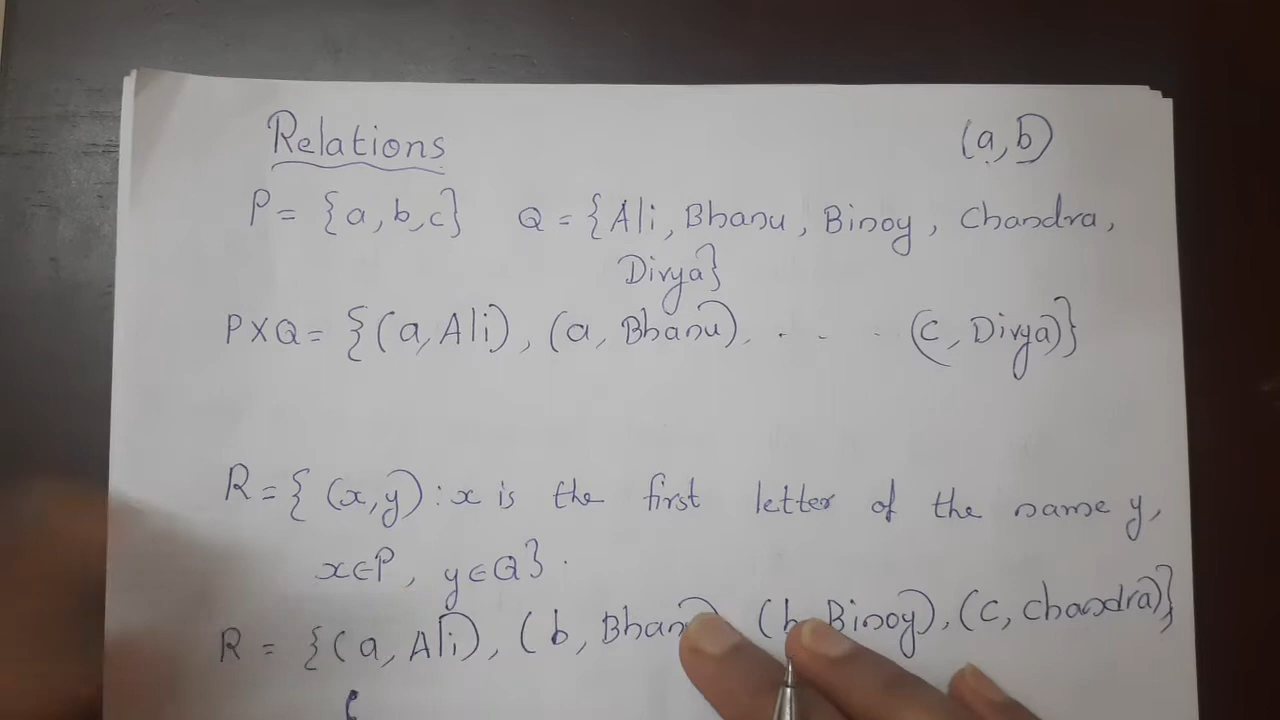 Relations (a,b)
P = {a, b, c} Q = {Ali, Bhanu, Binoy, Chandra,
Divya}
PXQ = {(a, Ali), (a, Bhanu), . . . (c, Divya)}
R = { (x,y) : x is the first letter of the name y,
x∈P, y∈Q}.
R = {(a, Ali), (b, (b, Binoy), (c, Chandra)}